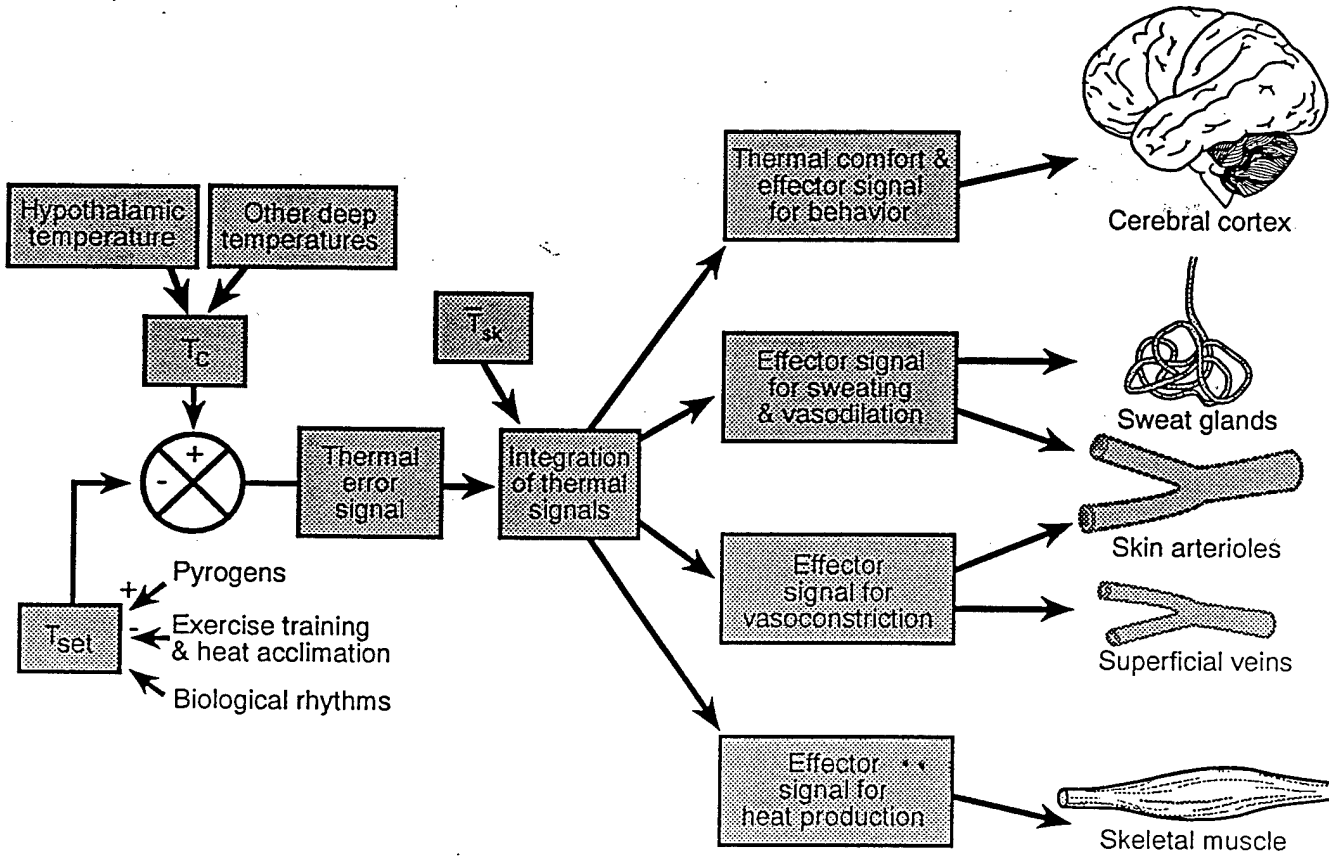 Hypothalamic
temperature
Other deep
temperatures
T_C
+
-
T̅_sk
Thermal
error
signal
Integration
of thermal
signals
T_set
+
Pyrogens
-
Exercise training
& heat acclimation
Biological rhythms
Thermal comfort &
effector signal
for behavior
Cerebral cortex
Effector signal
for sweating
& vasodilation
Sweat glands
Skin arterioles
Effector
signal for
vasoconstriction
Superficial veins
Effector
signal for
heat production
Skeletal muscle